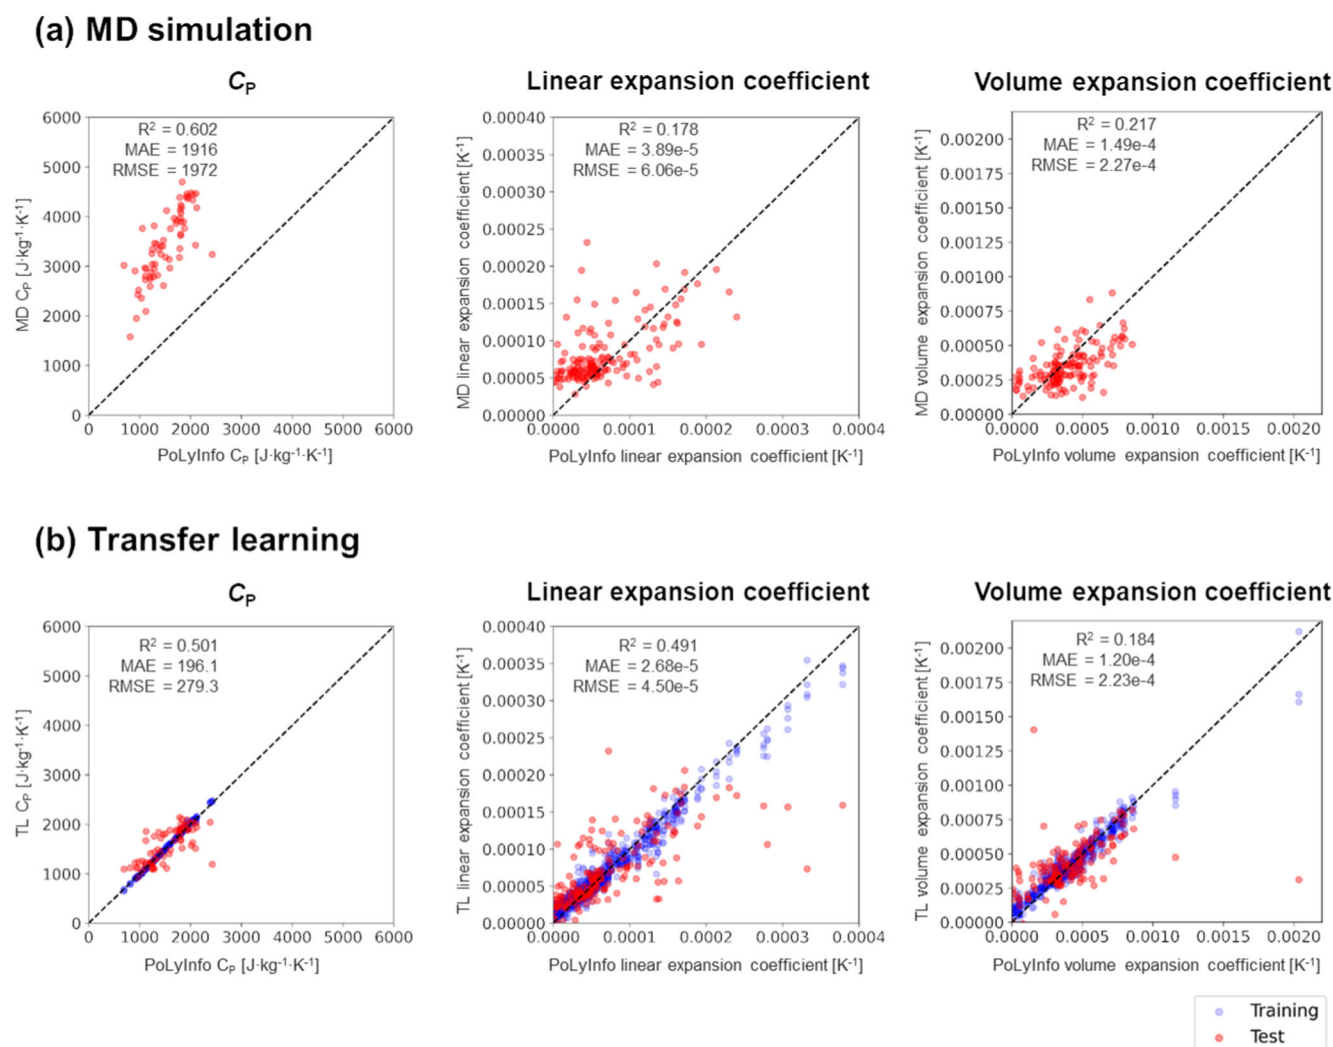 (a) MD simulation
CP
Linear expansion coefficient
Volume expansion coefficient
R2 = 0.602
MAE = 1916
RMSE = 1972
6000
5000
4000
3000
2000
1000
0
MD CP [J·kg-1·K-1]
0 1000 2000 3000 4000 5000 6000
PoLyInfo CP [J·kg-1·K-1]
R2 = 0.178
MAE = 3.89e-5
RMSE = 6.06e-5
0.00040
0.00035
0.00030
0.00025
0.00020
0.00015
0.00010
0.00005
0.00000
MD linear expansion coefficient [K-1]
0.0000 0.0001 0.0002 0.0003 0.0004
PoLyInfo linear expansion coefficient [K-1]
R2 = 0.217
MAE = 1.49e-4
RMSE = 2.27e-4
0.00200
0.00175
0.00150
0.00125
0.00100
0.00075
0.00050
0.00025
0.00000
MD volume expansion coefficient [K-1]
0.0000 0.0005 0.0010 0.0015 0.0020
PoLyInfo volume expansion coefficient [K-1]
(b) Transfer learning
CP
Linear expansion coefficient
Volume expansion coefficient
R2 = 0.501
MAE = 196.1
RMSE = 279.3
6000
5000
4000
3000
2000
1000
0
TL CP [J·kg-1·K-1]
0 1000 2000 3000 4000 5000 6000
PoLyInfo CP [J·kg-1·K-1]
R2 = 0.491
MAE = 2.68e-5
RMSE = 4.50e-5
0.00040
0.00035
0.00030
0.00025
0.00020
0.00015
0.00010
0.00005
0.00000
TL linear expansion coefficient [K-1]
0.0000 0.0001 0.0002 0.0003 0.0004
PoLyInfo linear expansion coefficient [K-1]
R2 = 0.184
MAE = 1.20e-4
RMSE = 2.23e-4
0.00200
0.00175
0.00150
0.00125
0.00100
0.00075
0.00050
0.00025
0.00000
TL volume expansion coefficient [K-1]
0.0000 0.0005 0.0010 0.0015 0.0020
PoLyInfo volume expansion coefficient [K-1]
Training
Test